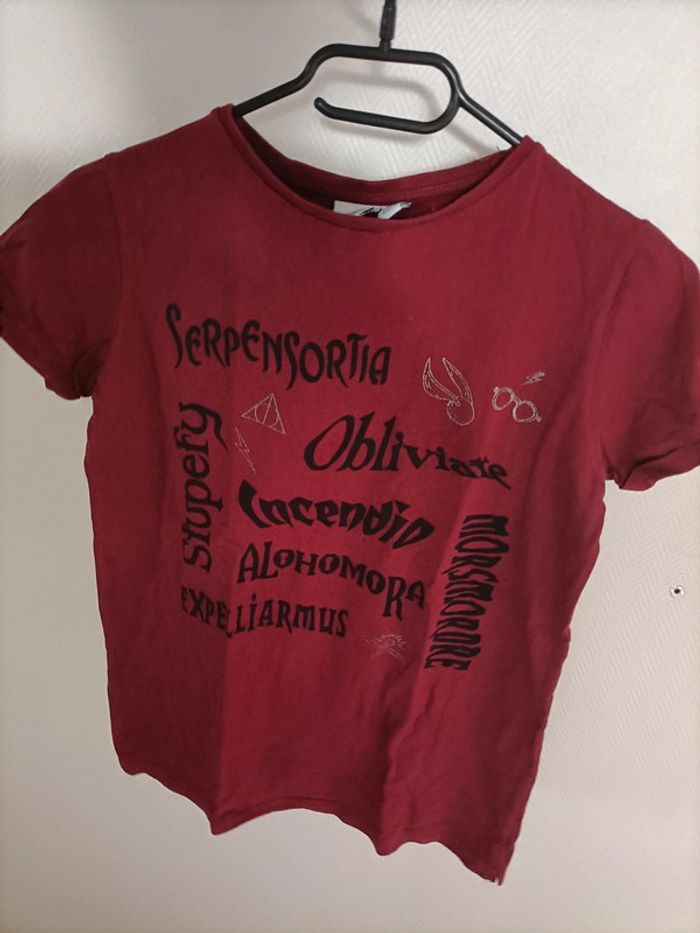 SERPENSORTIA
Stupefy
Obliviate
Incendio
ALOHOMORA
EXPELLIARMUS
MORSMORDRE